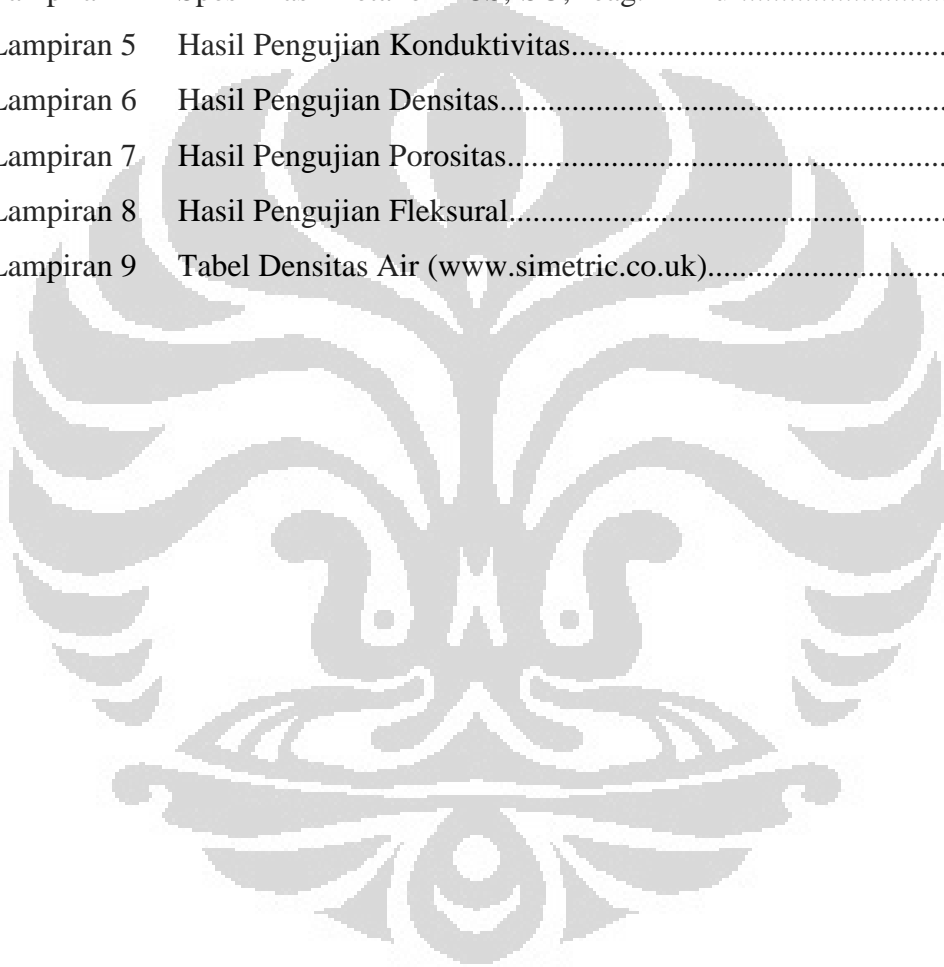 Lampiran 5 Hasil Pengujian Konduktivitas...............................................
Lampiran 6 Hasil Pengujian Densitas........................................................
Lampiran 7 Hasil Pengujian Porositas.......................................................
Lampiran 8 Hasil Pengujian Fleksural.......................................................
Lampiran 9 Tabel Densitas Air (www.simetric.co.uk)..............................